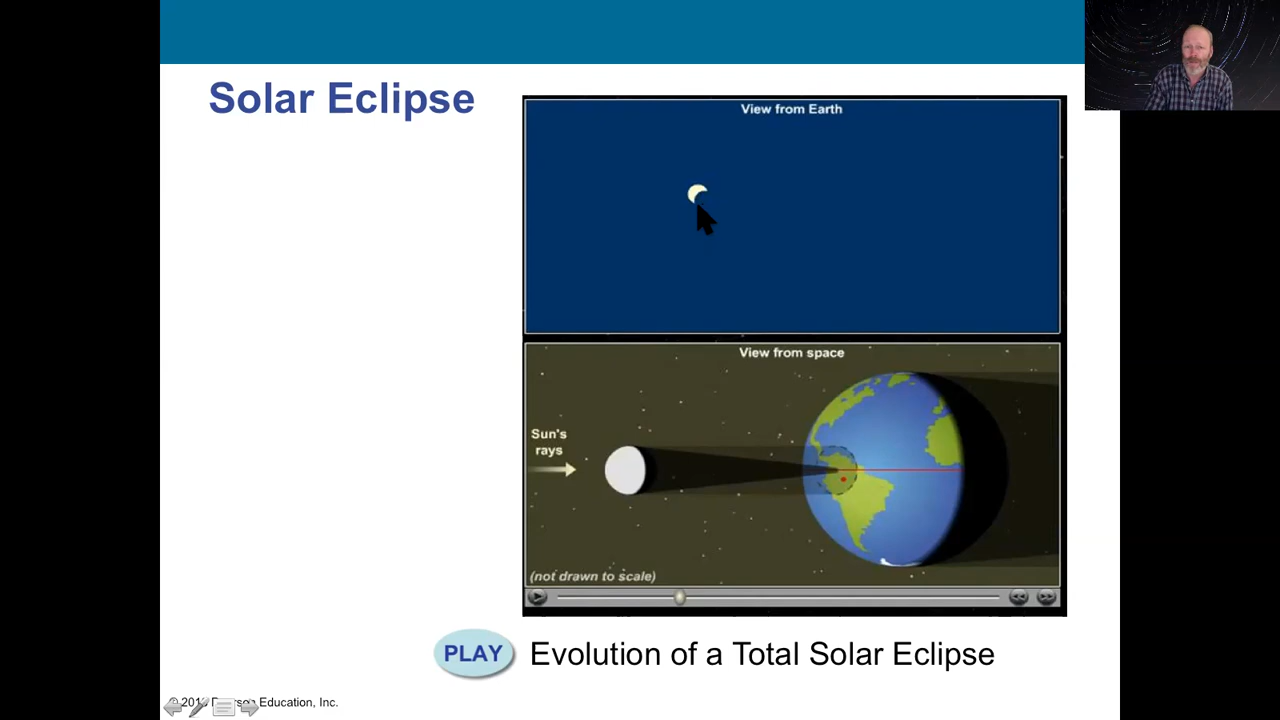 Solar Eclipse
View from Earth
View from space
Sun's
rays
(not drawn to scale)
PLAY
Evolution of a Total Solar Eclipse
Education, Inc.